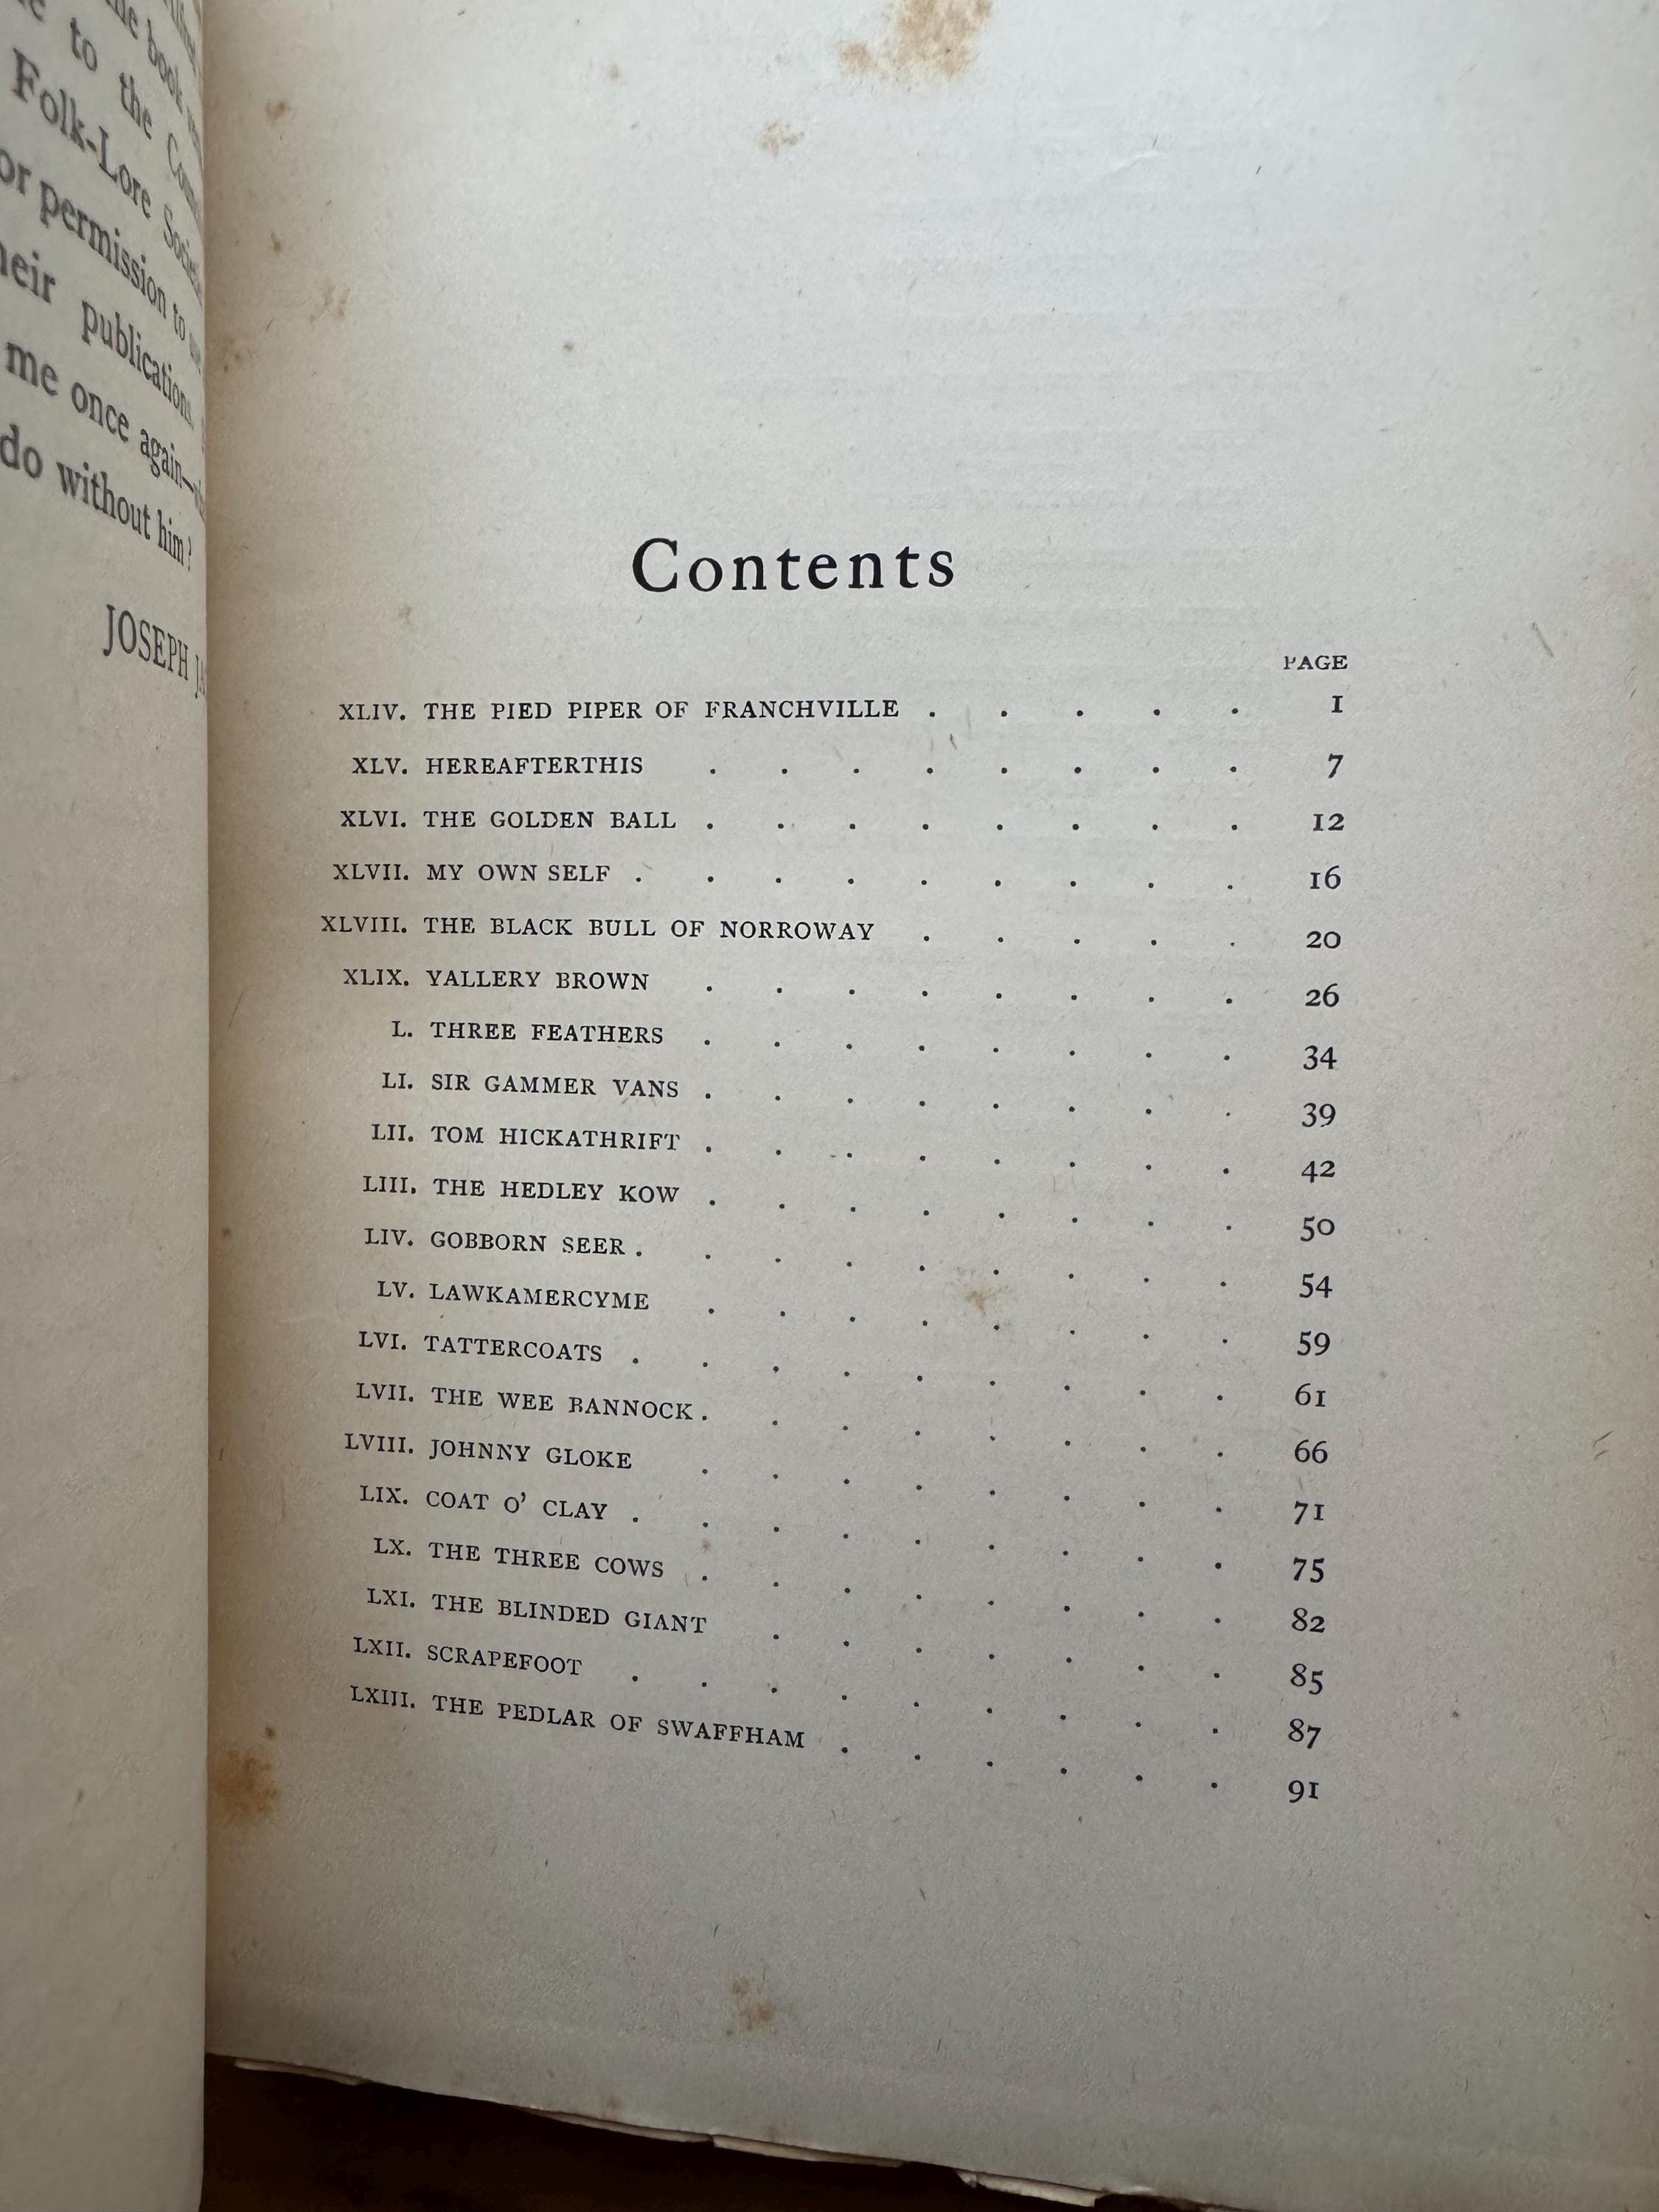 the book
to the
Folk-Lore
or permission to
heir publications
me once again—
do without him?
JOSEPH
Contents
PAGE
XLIV. THE PIED PIPER OF FRANCHVILLE . . . . . 1
XLV. HEREAFTERTHIS . . . . . . . . 7
XLVI. THE GOLDEN BALL . . . . . . . . 12
XLVII. MY OWN SELF . . . . . . . . . 16
XLVIII. THE BLACK BULL OF NORROWAY . . . . . 20
XLIX. YALLERY BROWN . . . . . . . . 26
L. THREE FEATHERS . . . . . . . . 34
LI. SIR GAMMER VANS . . . . . . . . 39
LII. TOM HICKATHRIFT . . . . . . . . 42
LIII. THE HEDLEY KOW . . . . . . . . 50
LIV. GOBBORN SEER . . . . . . . . . 54
LV. LAWKAMERCYME . . . . . . . . 59
LVI. TATTERCOATS . . . . . . . . . 61
LVII. THE WEE BANNOCK . . . . . . . . 66
LVIII. JOHNNY GLOKE . . . . . . . . 71
LIX. COAT O' CLAY . . . . . . . . . 75
LX. THE THREE COWS . . . . . . . . 82
LXI. THE BLINDED GIANT . . . . . . . 85
LXII. SCRAPEFOOT . . . . . . . . . 87
LXIII. THE PEDLAR OF SWAFFHAM . . . . . . 91